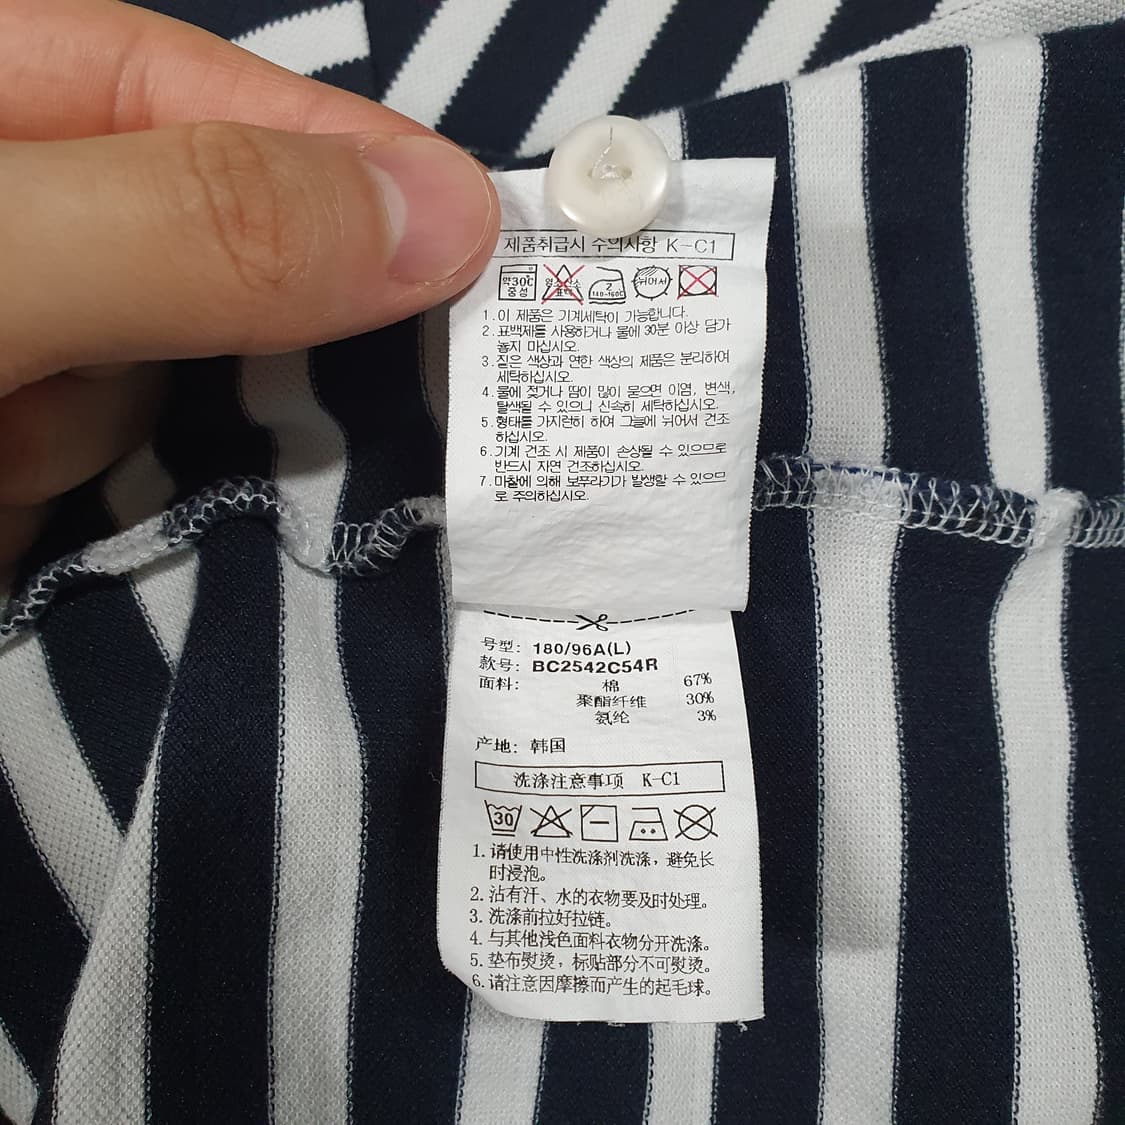 제품취급시 수의사항 K-C1
약30℃
중성
염소산소
표백
2
140~160℃
뉘어서
1. 이 제품은 기계세탁이 가능합니다.
2. 표백제를 사용하거나 물에 30분 이상 담가
놓지 마십시오.
3. 짙은 색상과 연한 색상의 제품은 분리하여
세탁하십시오.
4. 물에 젖거나 땀이 많이 묻으면 이염, 변색,
탈색될 수 있으니 신속히 세탁하십시오.
5. 형태를 가지런히 하여 그늘에 뉘어서 건조
하십시오.
6. 기계 건조 시 제품이 손상될 수 있으므로
반드시 자연 건조하십시오.
7. 마찰에 의해 보푸라기가 발생할 수 있으므
로 주의하십시오.
号型: 180/96A(L)
款号: BC2542C54R
面料: 棉 67%
聚酯纤维 30%
氨纶 3%
产地: 韩国
洗涤注意事项 K-C1
30
1. 请使用中性洗涤剂洗涤，避免长
时浸泡。
2. 沾有汗、水的衣物要及时处理。
3. 洗涤前拉好拉链。
4. 与其他浅色面料衣物分开洗涤。
5. 垫布熨烫，标贴部分不可熨烫。
6. 请注意因摩擦而产生的起毛球。